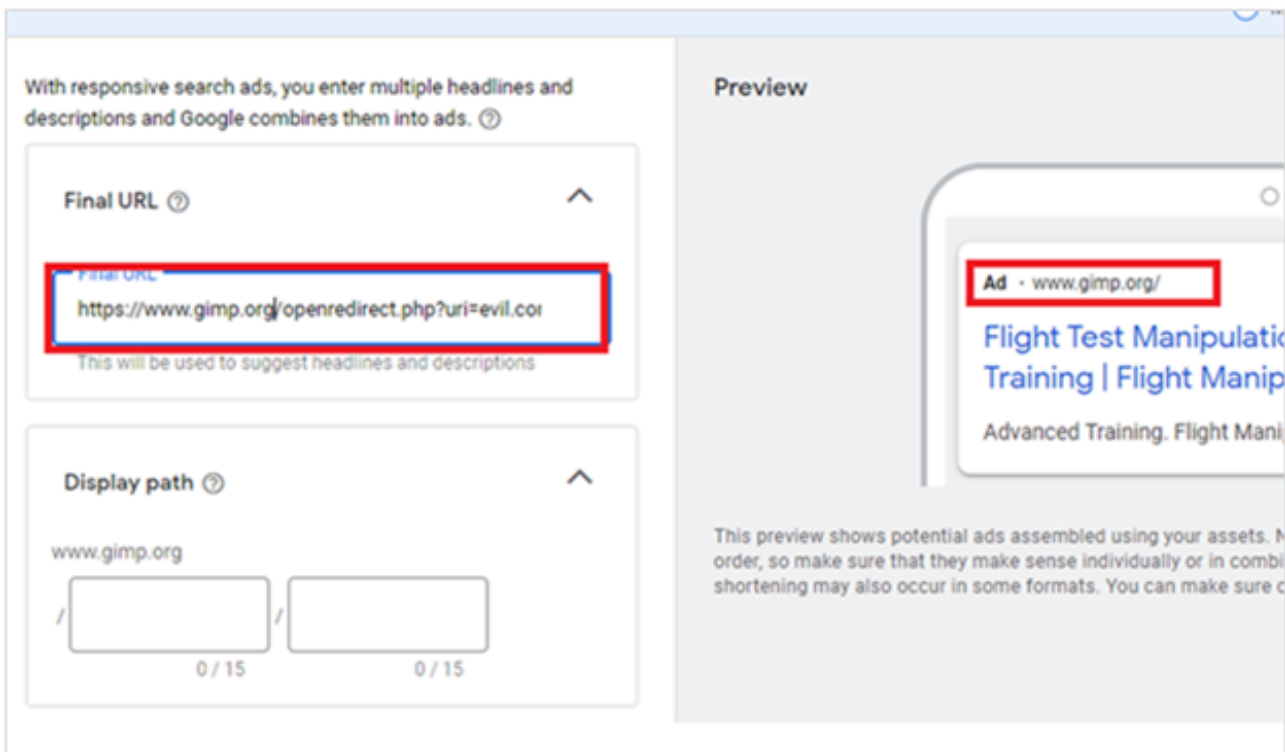 With responsive search ads, you enter multiple headlines and
descriptions and Google combines them into ads.
Final URL
Final URL
https://www.gimp.org/openredirect.php?uri=evil.cor
This will be used to suggest headlines and descriptions
Display path
www.gimp.org
/ /
0 / 15 0 / 15
Preview
Ad · www.gimp.org/
Flight Test Manipulatio
Training | Flight Manip
Advanced Training. Flight Mani
This preview shows potential ads assembled using your assets. N
order, so make sure that they make sense individually or in combi
shortening may also occur in some formats. You can make sure c